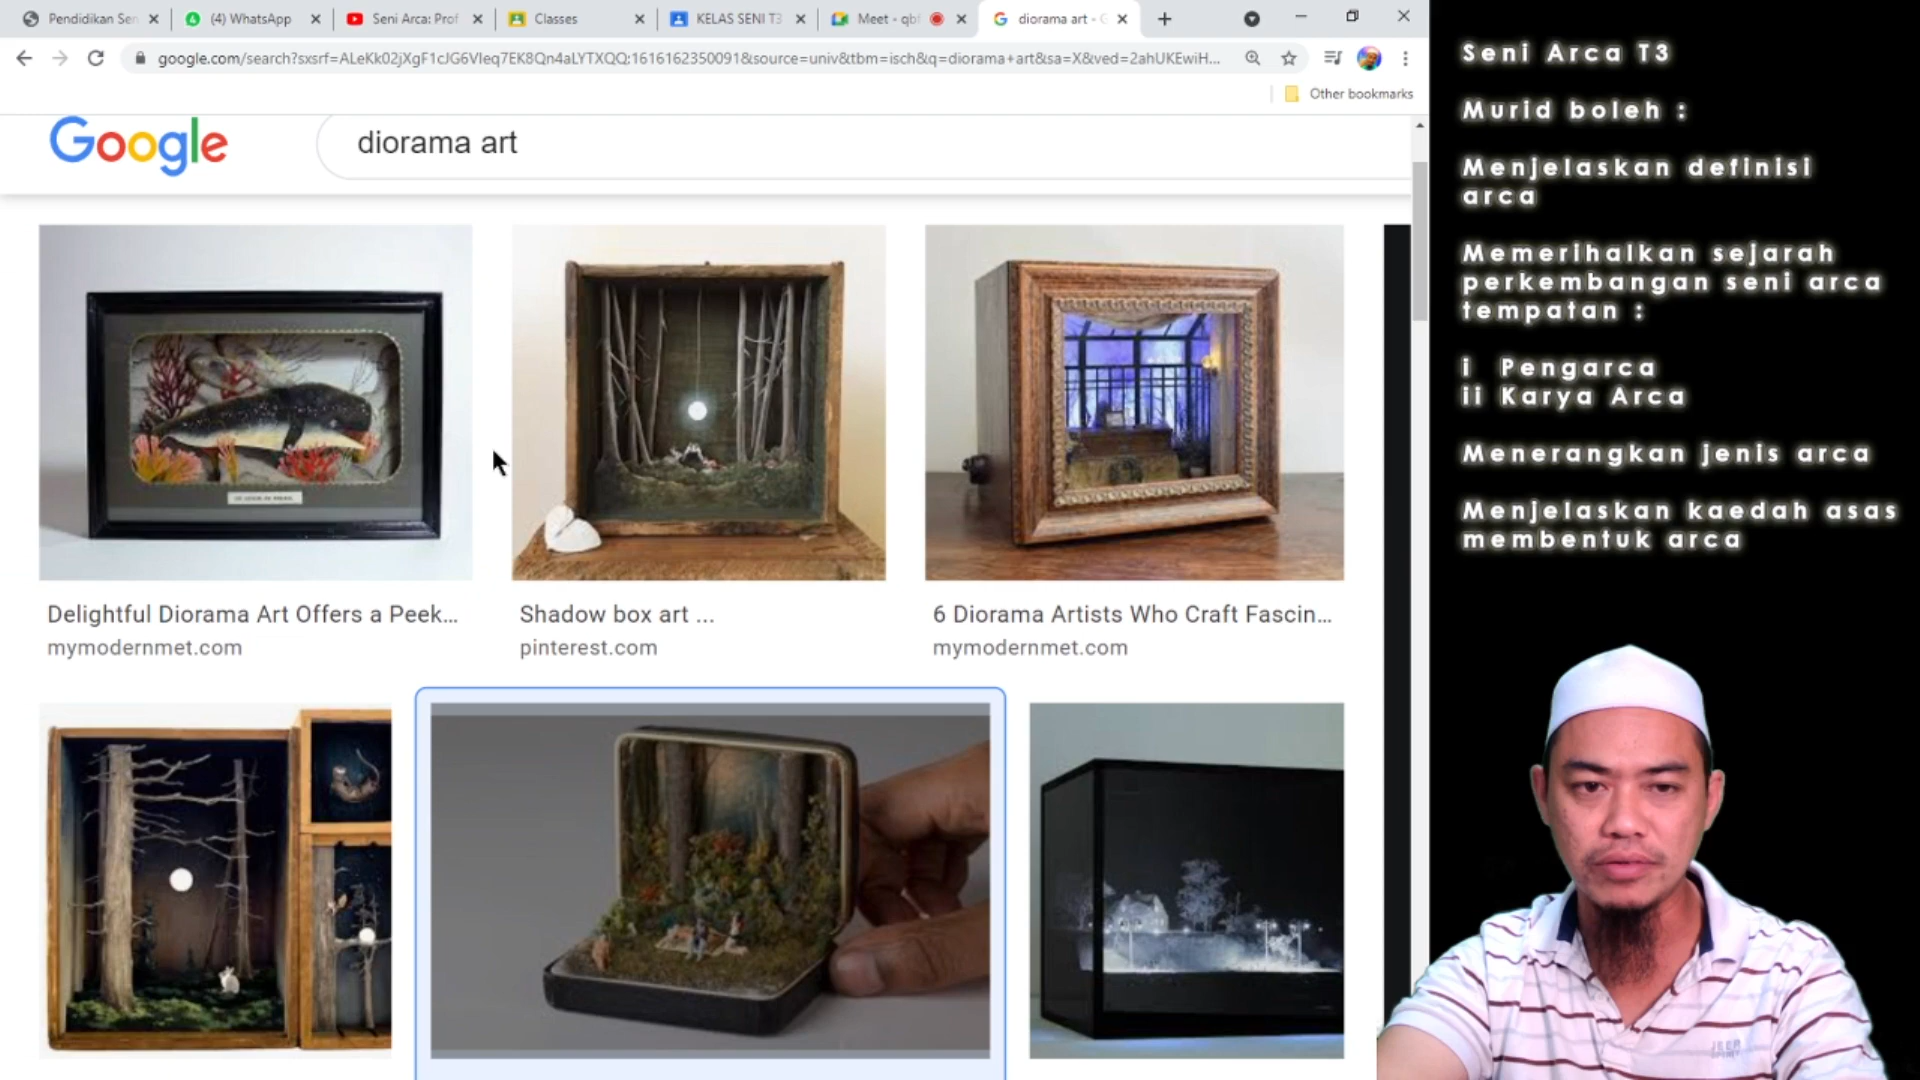 Pendidikan Sen
(4) WhatsApp
Seni Arca: Prof
Classes
KELAS SENI T3
Meet - qbf
diorama art - G
google.com/search?sxsrf=ALeKk02jXgF1cJG6VIeq7EK8Qn4aLYTXQQ:1616162350091&source=univ&tbm=isch&q=diorama+art&sa=X&ved=2ahUKEwiH...
Other bookmarks
Google
diorama art
Delightful Diorama Art Offers a Peek...
mymodernmet.com
Shadow box art ...
pinterest.com
6 Diorama Artists Who Craft Fascin...
mymodernmet.com
Seni Arca T3
Murid boleh :
Menjelaskan definisi
arca
Memerihalkan sejarah
perkembangan seni arca
tempatan :
i Pengarca
ii Karya Arca
Menerangkan jenis arca
Menjelaskan kaedah asas
membentuk arca